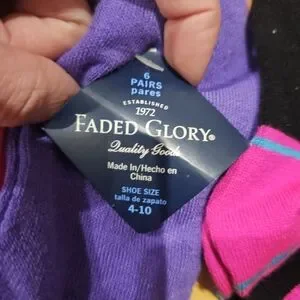 6
PAIRS
pares
ESTABLISHED
1972
FADED GLORY®
Quality Goods
Made In/Hecho en
China
SHOE SIZE
talla de zapato
4-10